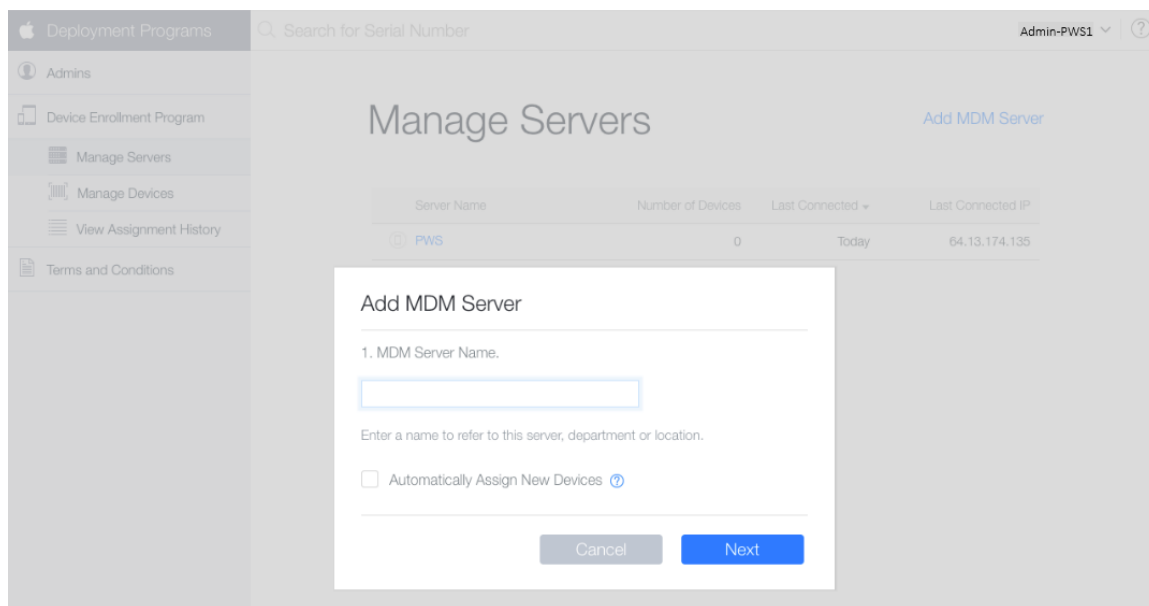 Deployment Programs
Search for Serial Number
Admin-PWS1
?
Admins
Device Enrollment Program
Manage Servers
Manage Devices
View Assignment History
Terms and Conditions
Manage Servers
Add MDM Server
Server Name Number of Devices Last Connected Last Connected IP
PWS 0 Today 64.13.174.135
Add MDM Server
1. MDM Server Name.
Enter a name to refer to this server, department or location.
Automatically Assign New Devices ?
Cancel Next